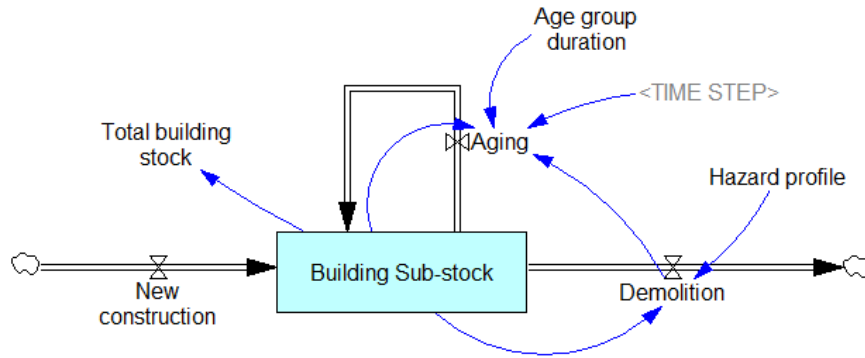 Age group
duration
<TIME STEP>
Total building
stock
Aging
Hazard profile
Building Sub-stock
New
construction
Demolition